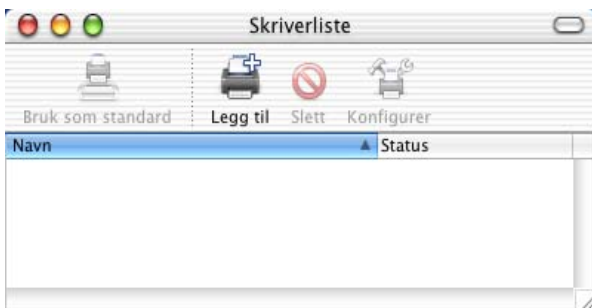 Skriverliste
Bruk som standard Legg til Slett Konfigurer
Navn Status